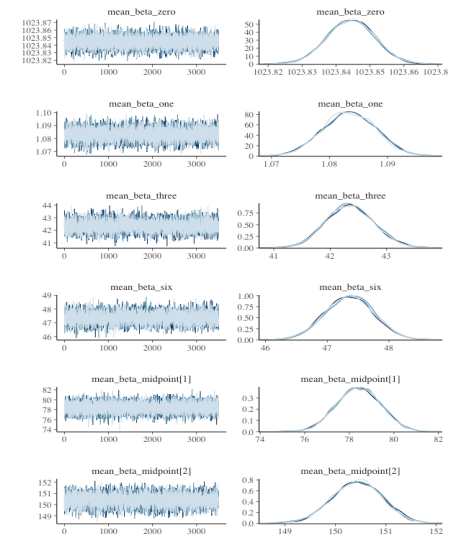 mean_beta_zero
mean_beta_zero
1023.87
1023.86
1023.85
1023.84
1023.83
1023.82
50
40
30
20
10
0
0 1000 2000 3000
1023.82 1023.83 1023.84 1023.85 1023.86 1023.8
mean_beta_one
mean_beta_one
1.10
1.09
1.08
1.07
80
60
40
20
0
0 1000 2000 3000
1.07 1.08 1.09
mean_beta_three
mean_beta_three
44
43
42
41
0.75
0.50
0.25
0.00
0 1000 2000 3000
41 42 43
mean_beta_six
mean_beta_six
49
48
47
46
1.00
0.75
0.50
0.25
0.00
0 1000 2000 3000
46 47 48
mean_beta_midpoint[1]
mean_beta_midpoint[1]
82
80
78
76
74
0.3
0.2
0.1
0.0
0 1000 2000 3000
74 76 78 80 82
mean_beta_midpoint[2]
mean_beta_midpoint[2]
152
151
150
149
0.8
0.6
0.4
0.2
0.0
0 1000 2000 3000
149 150 151 152